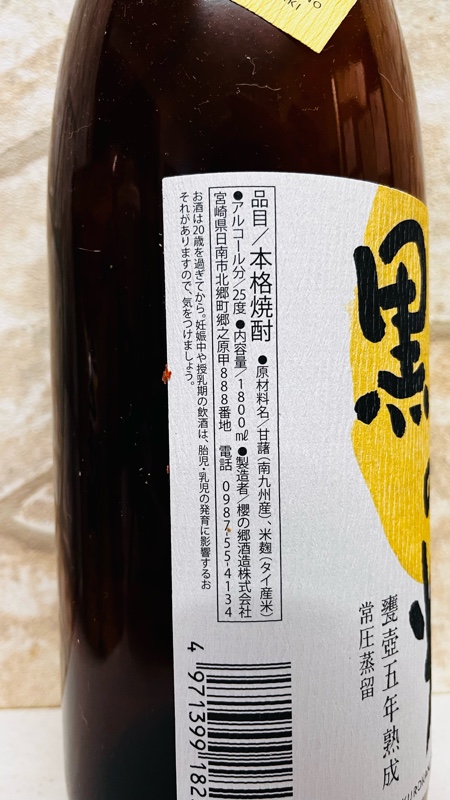 品目/本格焼酎 ●原材料名/甘藷(南九州産)、米麹(タイ産米)
●アルコール分/25度 ●内容量/1800㎖ ●製造者/櫻の郷酒造株式会社
宮崎県日南市北郷町郷之原甲888番地 電話 0987-55-4134
お酒は20歳を過ぎてから。妊娠中や授乳期の飲酒は、胎児・乳児の発育に影響するお
それがありますので、気をつけましょう。
黒
甕壺五年熟成
常圧蒸留
4 971399 182